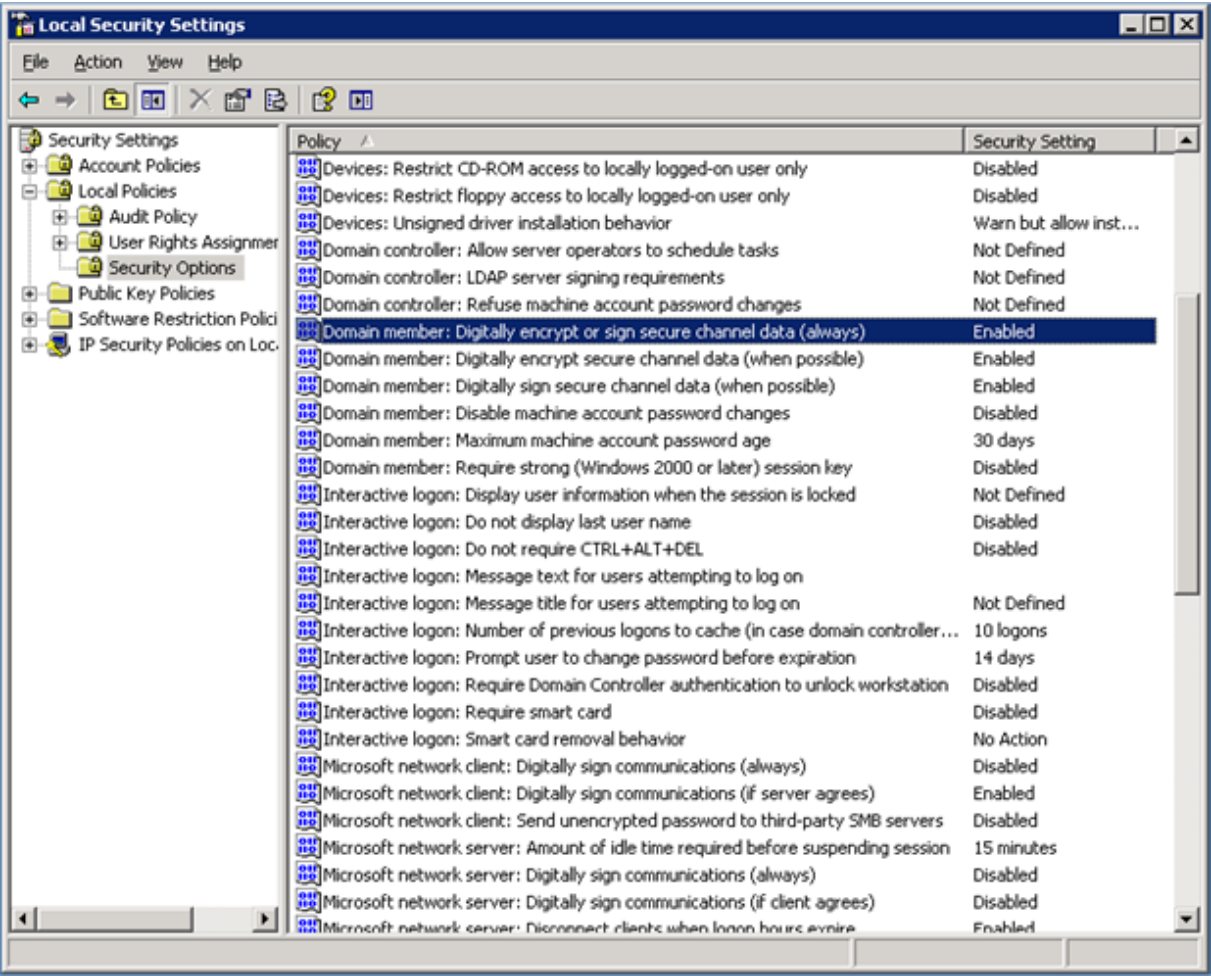 Local Security Settings
File Action View Help
Security Settings
Account Policies
Local Policies
Audit Policy
User Rights Assignmer
Security Options
Public Key Policies
Software Restriction Polici
IP Security Policies on Loc
Policy Security Setting
Devices: Restrict CD-ROM access to locally logged-on user only Disabled
Devices: Restrict floppy access to locally logged-on user only Disabled
Devices: Unsigned driver installation behavior Warn but allow inst...
Domain controller: Allow server operators to schedule tasks Not Defined
Domain controller: LDAP server signing requirements Not Defined
Domain controller: Refuse machine account password changes Not Defined
Domain member: Digitally encrypt or sign secure channel data (always) Enabled
Domain member: Digitally encrypt secure channel data (when possible) Enabled
Domain member: Digitally sign secure channel data (when possible) Enabled
Domain member: Disable machine account password changes Disabled
Domain member: Maximum machine account password age 30 days
Domain member: Require strong (Windows 2000 or later) session key Disabled
Interactive logon: Display user information when the session is locked Not Defined
Interactive logon: Do not display last user name Disabled
Interactive logon: Do not require CTRL+ALT+DEL Disabled
Interactive logon: Message text for users attempting to log on
Interactive logon: Message title for users attempting to log on Not Defined
Interactive logon: Number of previous logons to cache (in case domain controller... 10 logons
Interactive logon: Prompt user to change password before expiration 14 days
Interactive logon: Require Domain Controller authentication to unlock workstation Disabled
Interactive logon: Require smart card Disabled
Interactive logon: Smart card removal behavior No Action
Microsoft network client: Digitally sign communications (always) Disabled
Microsoft network client: Digitally sign communications (if server agrees) Enabled
Microsoft network client: Send unencrypted password to third-party SMB servers Disabled
Microsoft network server: Amount of idle time required before suspending session 15 minutes
Microsoft network server: Digitally sign communications (always) Disabled
Microsoft network server: Digitally sign communications (if client agrees) Disabled
Microsoft network server: Disconnect clients when logon hours expire Enabled